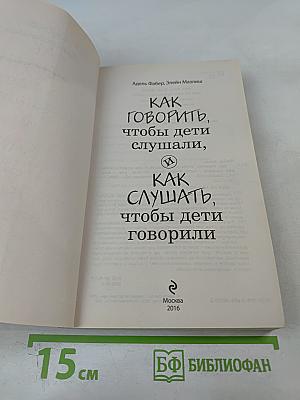 Адель Фабер, Элейн Мазлиш
КАК
ГОВОРИТЬ,
чтобы дети
слушали,
И
КАК
СЛУШАТЬ,
чтобы дети
говорили
Москва
2016
15 см
БФ БИБЛИОФАН